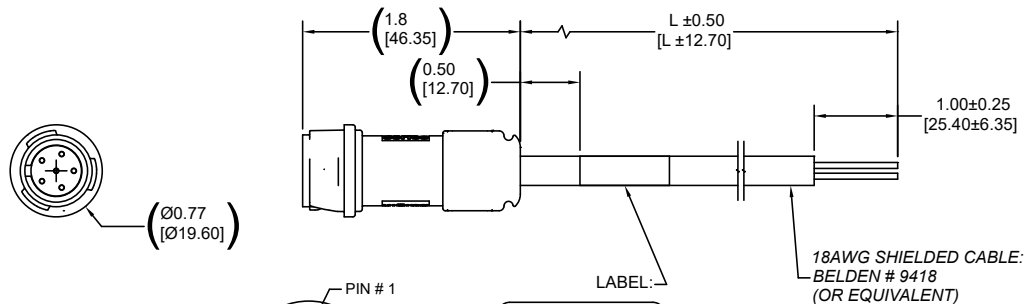 1.8
[46.35]
L ±0.50
[L ±12.70]
0.50
[12.70]
1.00±0.25
[25.40±6.35]
Ø0.77
[Ø19.60]
18AWG SHIELDED CABLE:
BELDEN # 9418
(OR EQUIVALENT)
LABEL:
PIN # 1